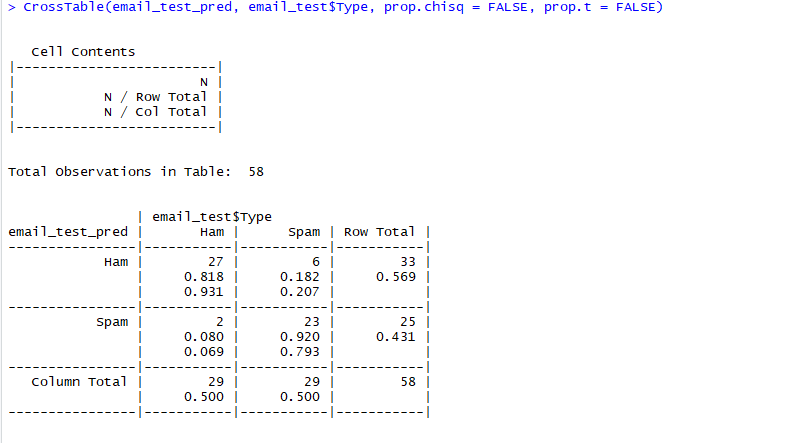 > CrossTable(email_test_pred, email_test$Type, prop.chisq = FALSE, prop.t = FALSE)
Cell Contents
|-------------------------|
|                       N |
|           N / Row Total |
|           N / Col Total |
|-------------------------|
Total Observations in Table:  58
                | email_test$Type
email_test_pred |       Ham |      Spam | Row Total |
----------------|-----------|-----------|-----------|
            Ham |        27 |         6 |        33 |
                |     0.818 |     0.182 |     0.569 |
                |     0.931 |     0.207 |           |
----------------|-----------|-----------|-----------|
           Spam |         2 |        23 |        25 |
                |     0.080 |     0.920 |     0.431 |
                |     0.069 |     0.793 |           |
----------------|-----------|-----------|-----------|
   Column Total |        29 |        29 |        58 |
                |     0.500 |     0.500 |           |
----------------|-----------|-----------|-----------|